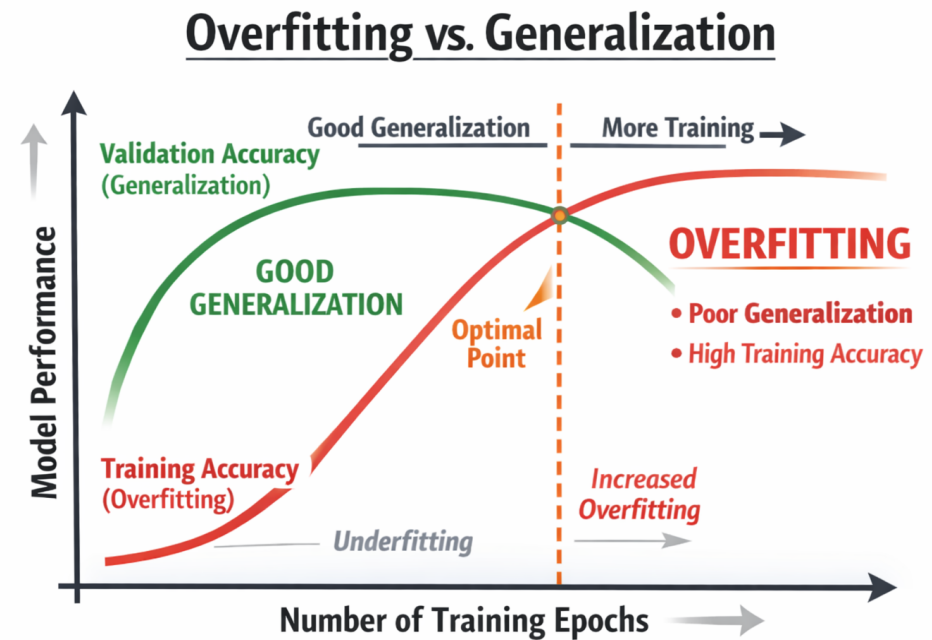 Overfitting vs. Generalization
Good Generalization
More Training
Validation Accuracy
(Generalization)
GOOD
GENERALIZATION
OVERFITTING
• Poor Generalization
• High Training Accuracy
Optimal
Point
Training Accuracy
(Overfitting)
Underfitting
Increased
Overfitting
Model Performance
Number of Training Epochs